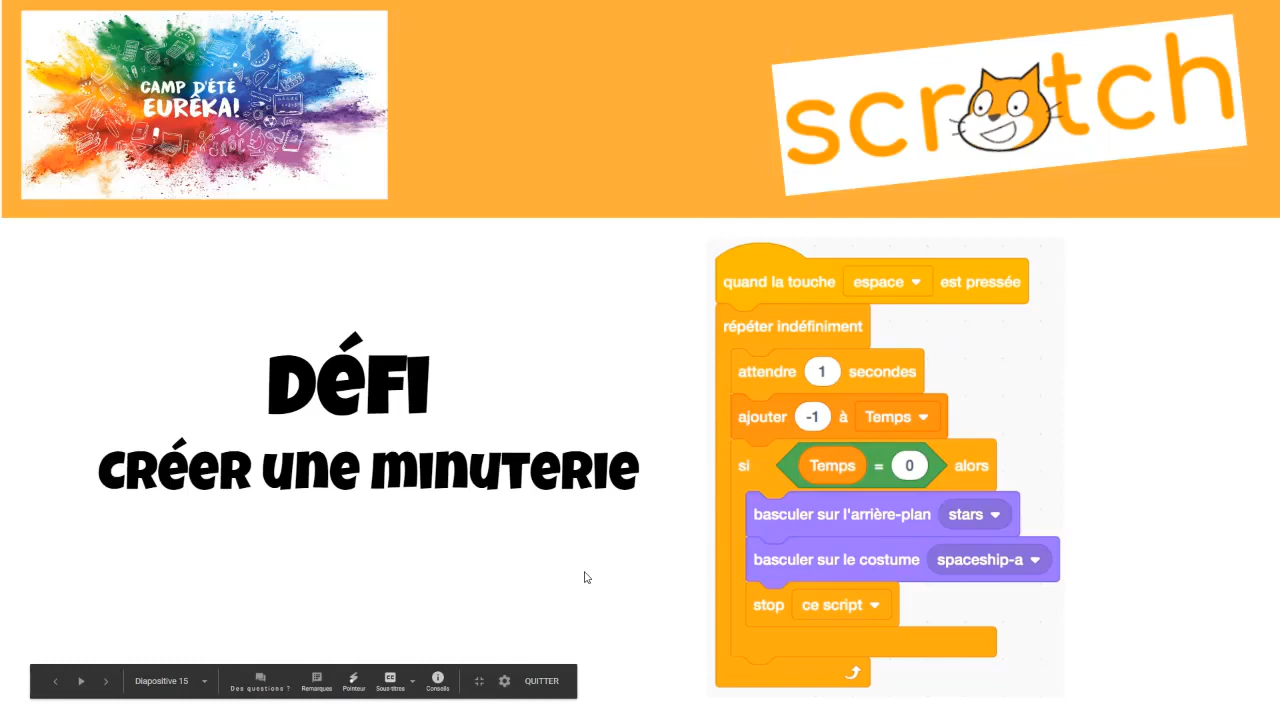 CAMP D'ÉTÉ
EURÊKA!
scratch
Défi
créer une minuterie
quand la touche espace est pressée
répéter indéfiniment
attendre 1 secondes
ajouter -1 à Temps
si Temps = 0 alors
basculer sur l'arrière-plan stars
basculer sur le costume spaceship-a
stop ce script
Diapositive 15
Des questions ?
Remarques
Pointeur
CC
Sous-titres
Conseils
QUITTER